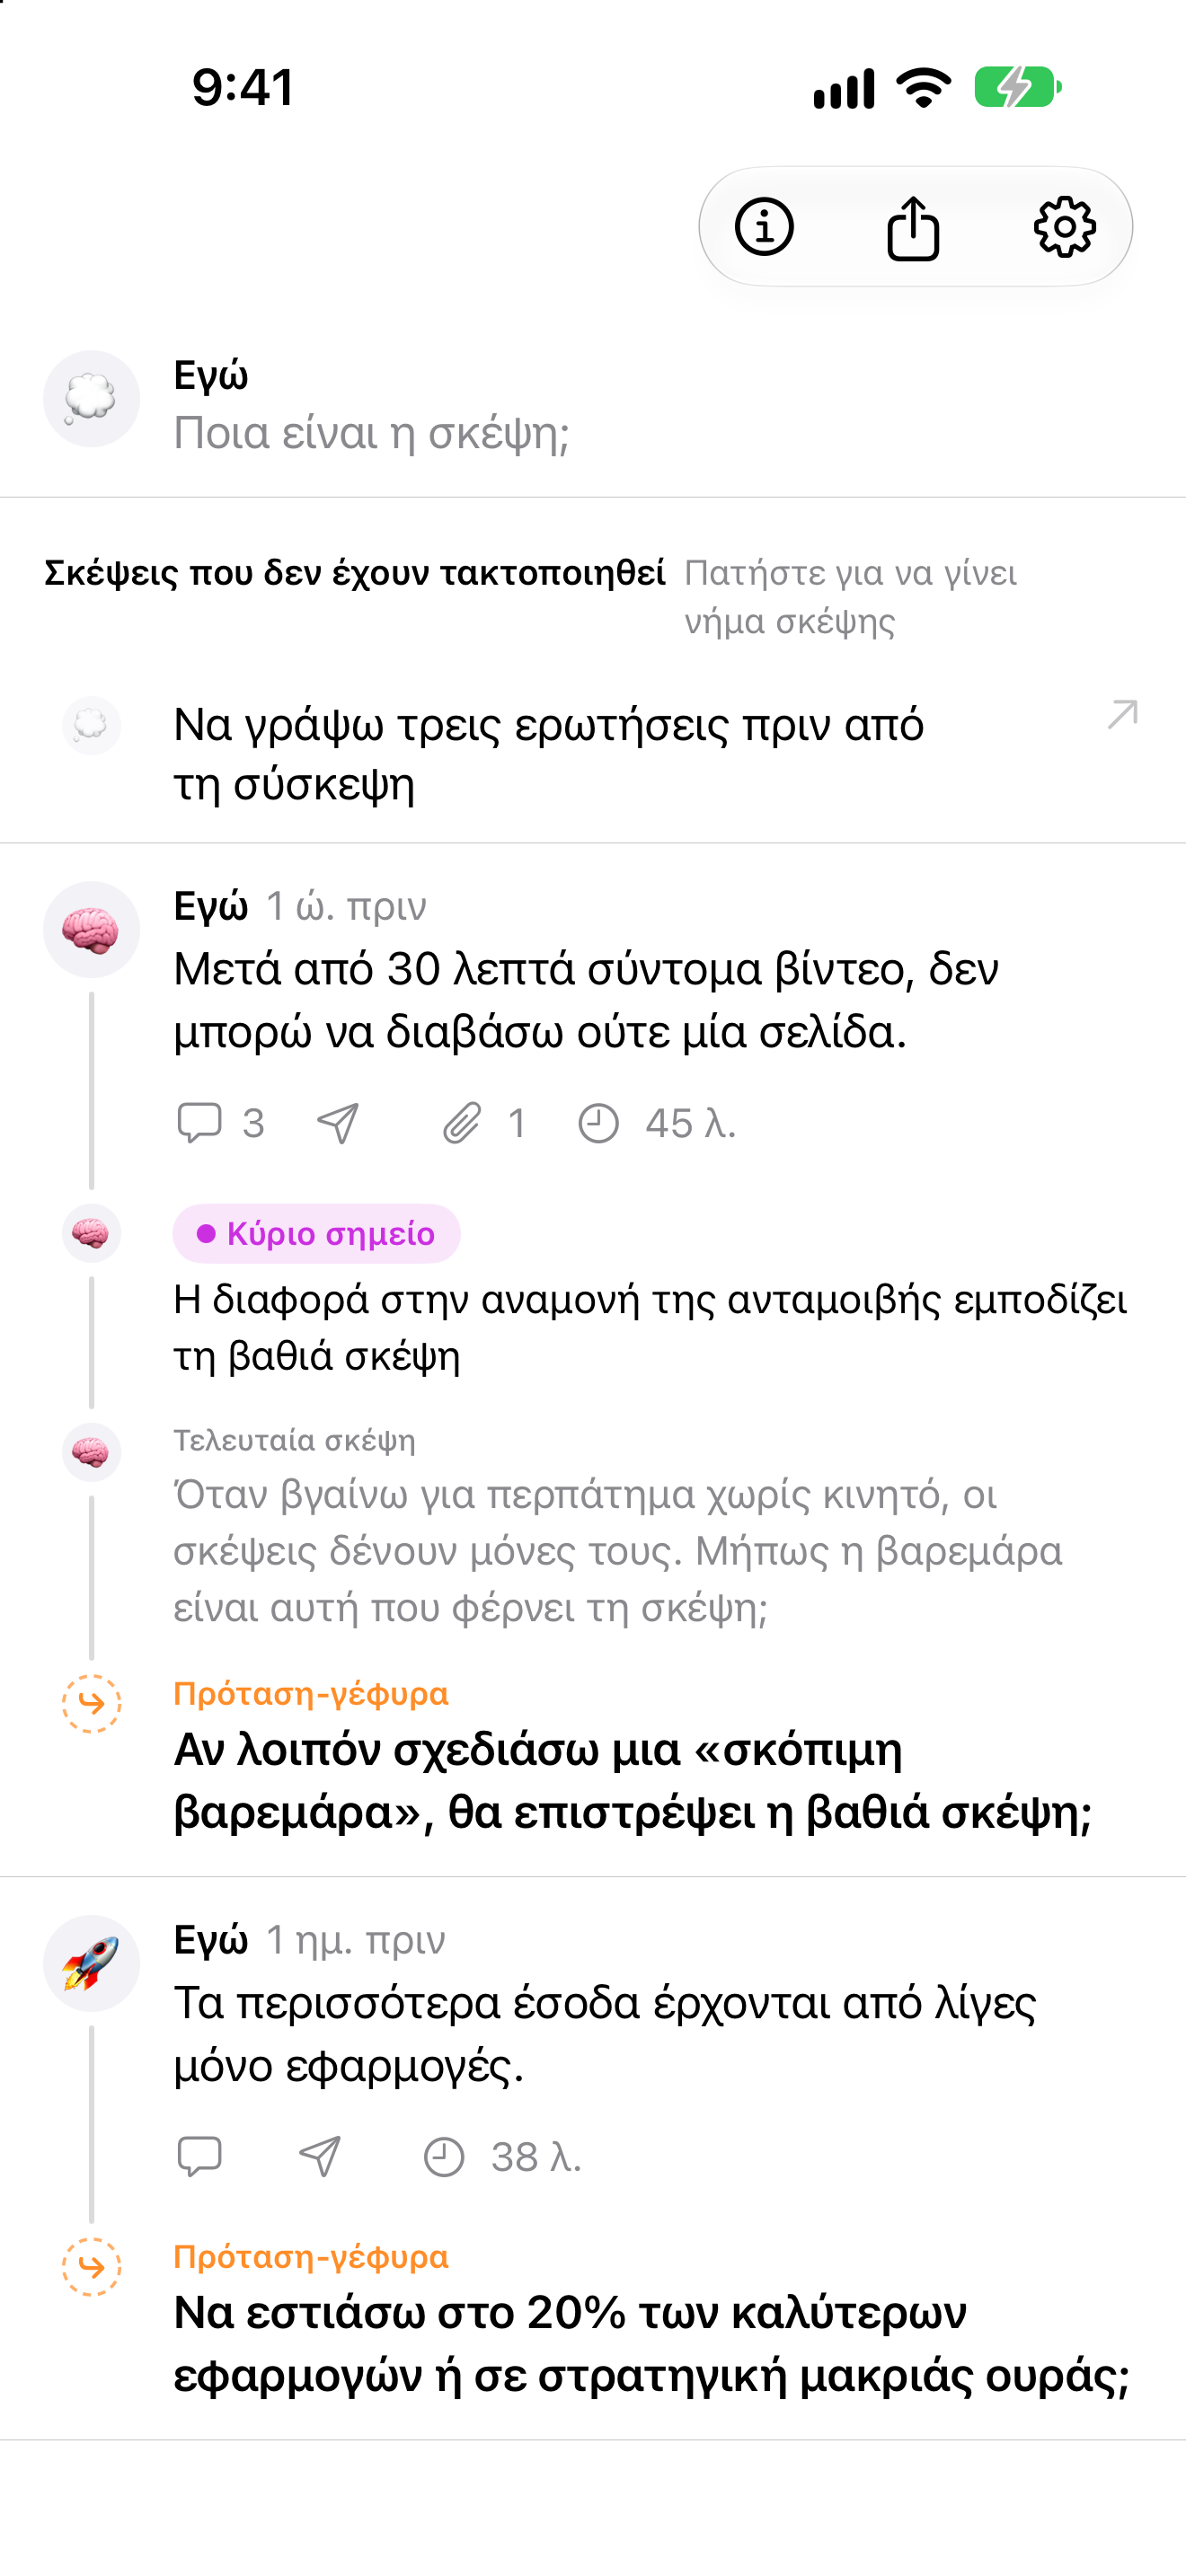 9:41
Εγώ
Ποια είναι η σκέψη;
Σκέψεις που δεν έχουν τακτοποιηθεί Πατήστε για να γίνει
νήμα σκέψης
Να γράψω τρεις ερωτήσεις πριν από
τη σύσκεψη
Εγώ 1 ώ. πριν
Μετά από 30 λεπτά σύντομα βίντεο, δεν
μπορώ να διαβάσω ούτε μία σελίδα.
3 1 45 λ.
Κύριο σημείο
Η διαφορά στην αναμονή της ανταμοιβής εμποδίζει
τη βαθιά σκέψη
Τελευταία σκέψη
Όταν βγαίνω για περπάτημα χωρίς κινητό, οι
σκέψεις δένουν μόνες τους. Μήπως η βαρεμάρα
είναι αυτή που φέρνει τη σκέψη;
Πρόταση-γέφυρα
Αν λοιπόν σχεδιάσω μια «σκόπιμη
βαρεμάρα», θα επιστρέψει η βαθιά σκέψη;
Εγώ 1 ημ. πριν
Τα περισσότερα έσοδα έρχονται από λίγες
μόνο εφαρμογές.
38 λ.
Πρόταση-γέφυρα
Να εστιάσω στο 20% των καλύτερων
εφαρμογών ή σε στρατηγική μακριάς ουράς;